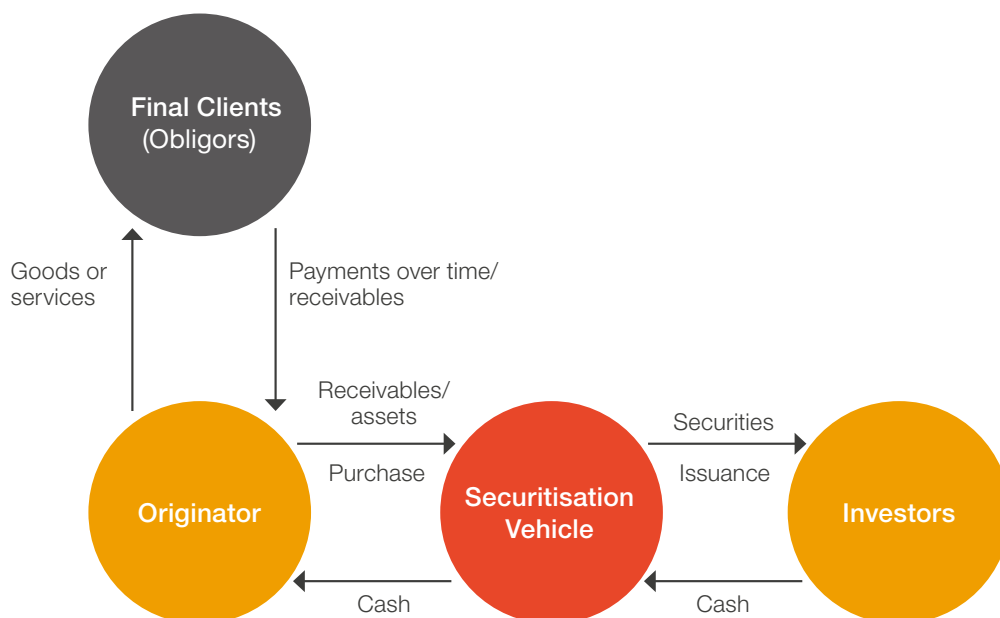 Final Clients
(Obligors)
Goods or
services
Payments over time/
receivables
Receivables/
assets
Purchase
Securities
Issuance
Originator
Securitisation
Vehicle
Investors
Cash
Cash